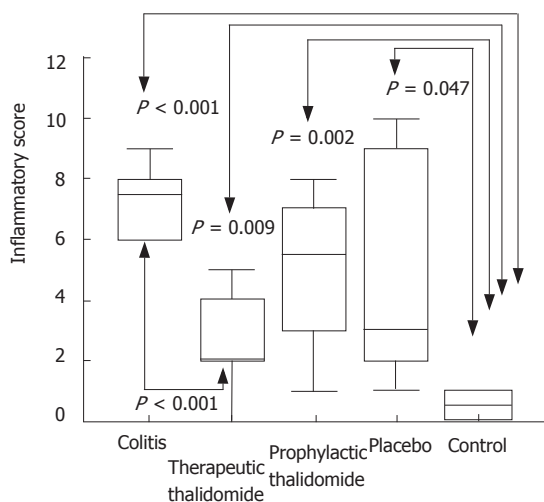 Inflammatory score
12
10
8
6
4
2
0
P < 0.001
P = 0.009
P = 0.002
P = 0.047
P < 0.001
Colitis
Therapeutic
thalidomide
Prophylactic
thalidomide
Placebo
Control